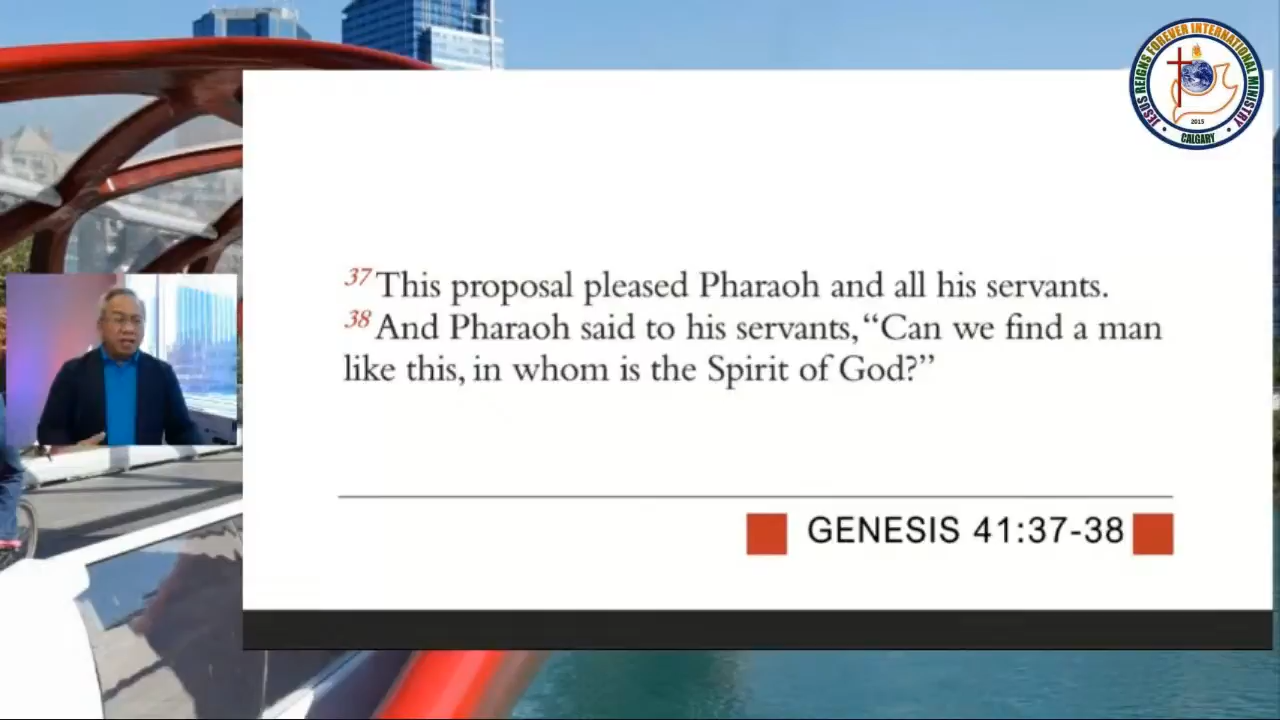 JESUS REIGNS FOREVER INTERNATIONAL MINISTRY
2015
• CALGARY •
37 This proposal pleased Pharaoh and all his servants.
38 And Pharaoh said to his servants, “Can we find a man
like this, in whom is the Spirit of God?”
GENESIS 41:37-38